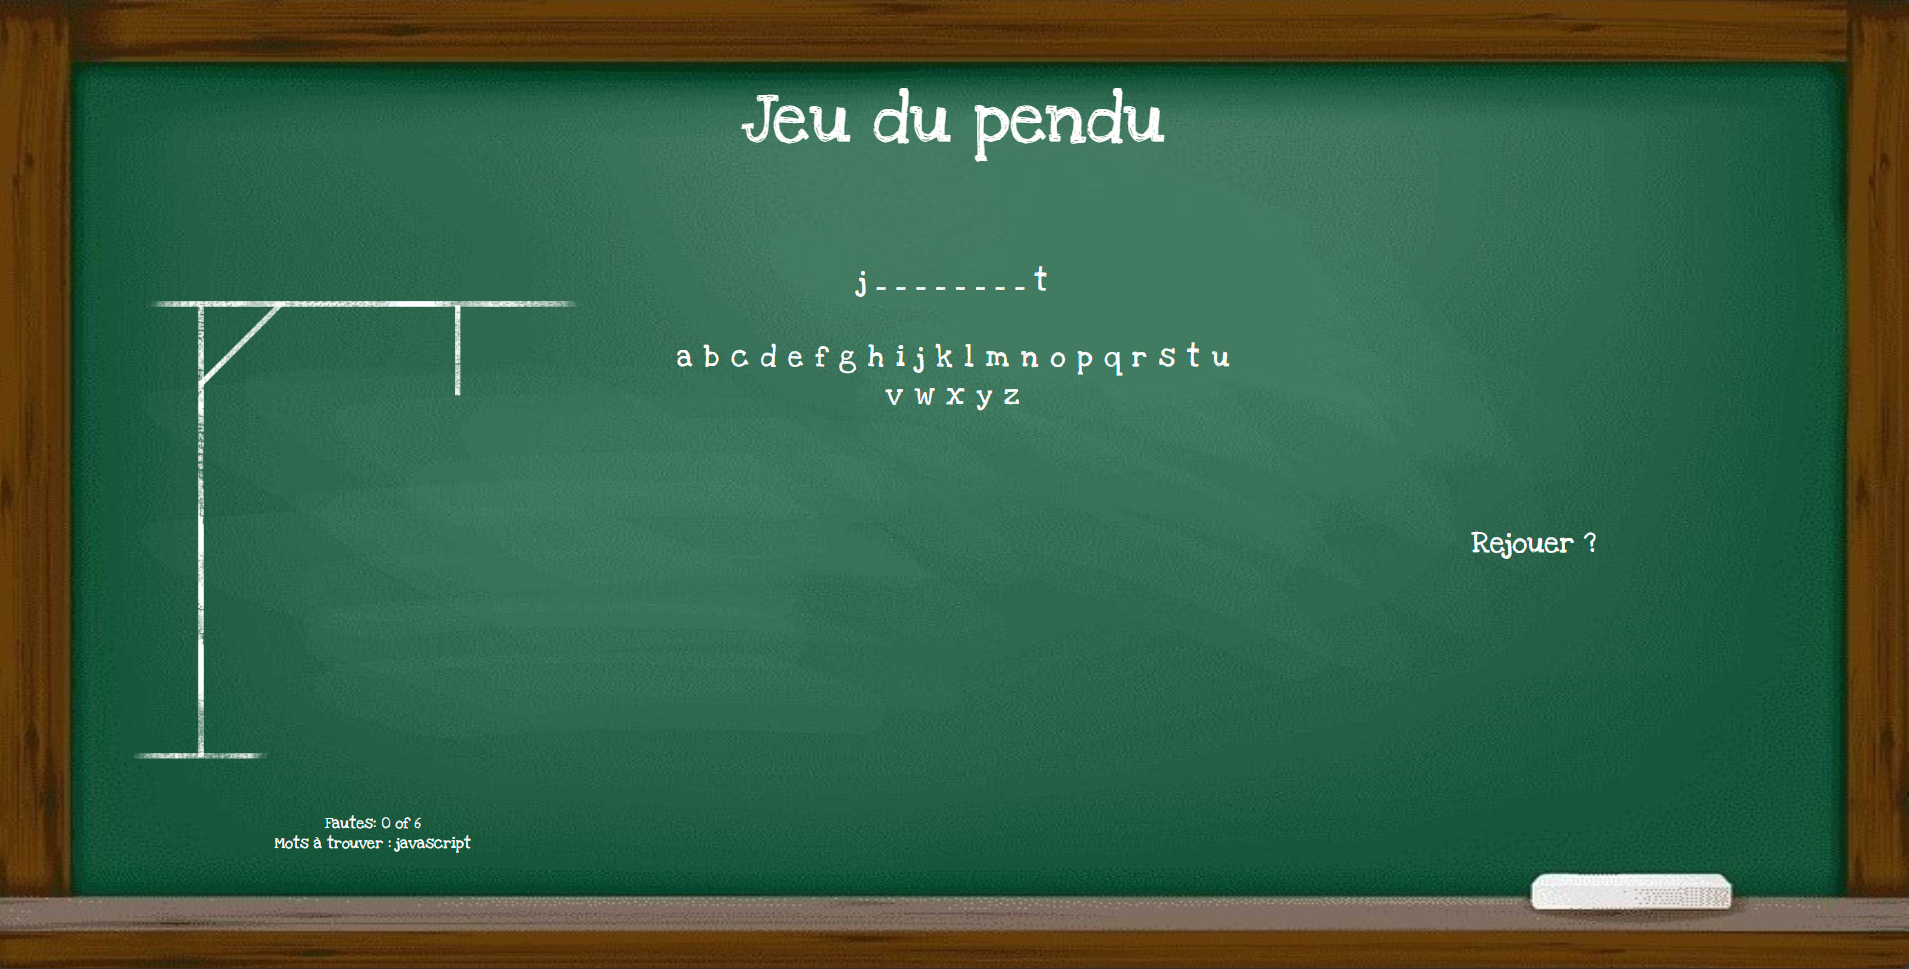 Jeu du pendu
j _ _ _ _ _ _ _ _ t
a b c d e f g h i j k l m n o p q r s t u
v w x y z
Rejouer ?
Fautes: 0 of 6
Mots à trouver : javascript